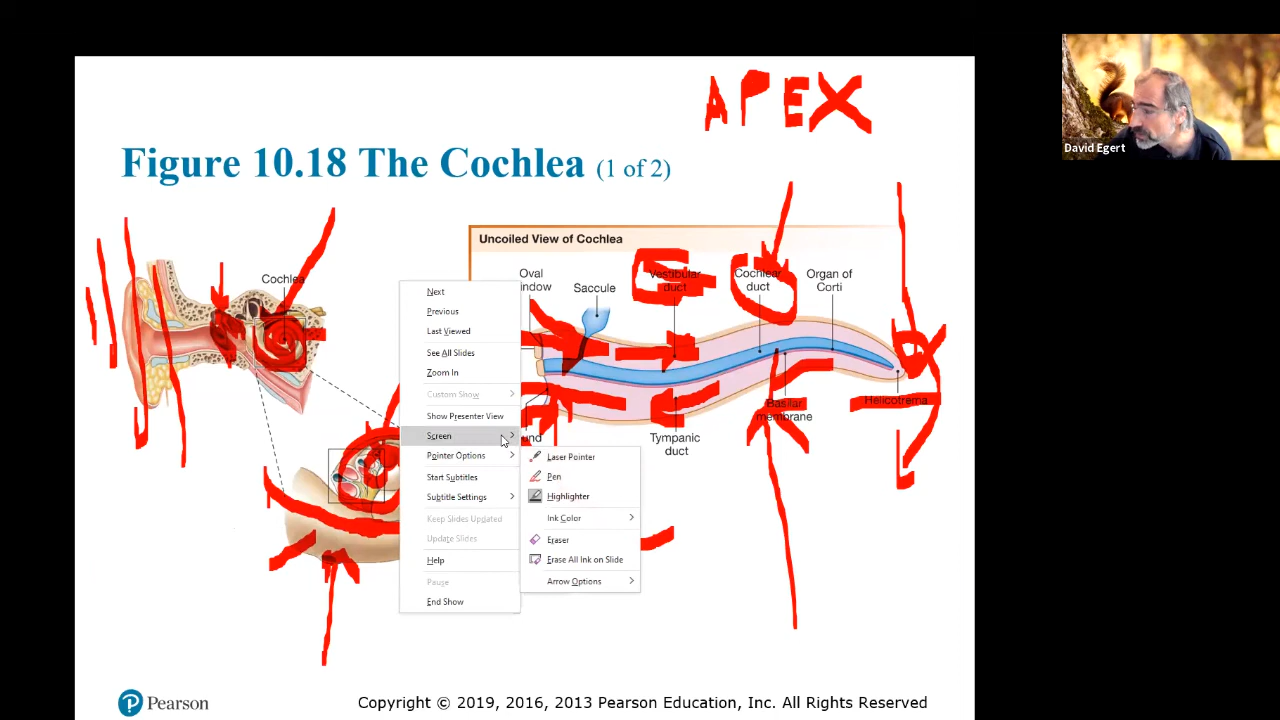 APEX
David Egert
Figure 10.18 The Cochlea (1 of 2)
Uncoiled View of Cochlea
Cochlea
Oval
window
Saccule
Vestibular
duct
Cochlear
duct
Organ of
Corti
Basilar
membrane
Helicotrema
Tympanic
duct
Next
Previous
Last Viewed
See All Slides
Zoom In
Custom Show
Show Presenter View
Screen
Pointer Options
Start Subtitles
Subtitle Settings
Keep Slides Updated
Update Slides
Help
Pause
End Show
Laser Pointer
Pen
Highlighter
Ink Color
Eraser
Erase All Ink on Slide
Arrow Options
Pearson
Copyright © 2019, 2016, 2013 Pearson Education, Inc. All Rights Reserved